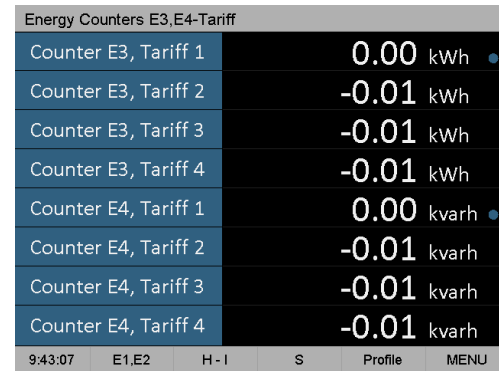 Energy Counters E3,E4-Tariff
Counter E3, Tariff 1 0.00 kWh
Counter E3, Tariff 2 -0.01 kWh
Counter E3, Tariff 3 -0.01 kWh
Counter E3, Tariff 4 -0.01 kWh
Counter E4, Tariff 1 0.00 kvarh
Counter E4, Tariff 2 -0.01 kvarh
Counter E4, Tariff 3 -0.01 kvarh
Counter E4, Tariff 4 -0.01 kvarh
9:43:07 E1,E2 H - I S Profile MENU